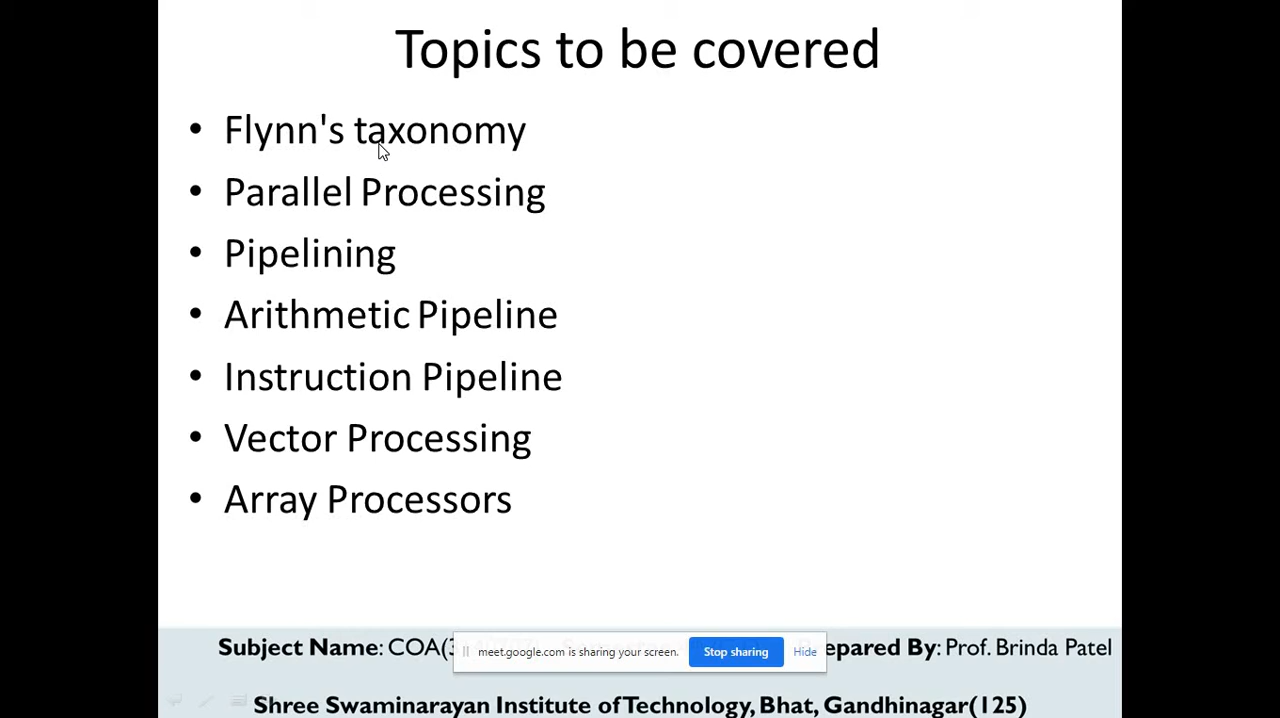 Topics to be covered
• Flynn's taxonomy
• Parallel Processing
• Pipelining
• Arithmetic Pipeline
• Instruction Pipeline
• Vector Processing
• Array Processors
Subject Name: COA( epared By: Prof. Brinda Patel
meet.google.com is sharing your screen. Stop sharing Hide
Shree Swaminarayan Institute of Technology, Bhat, Gandhinagar(125)